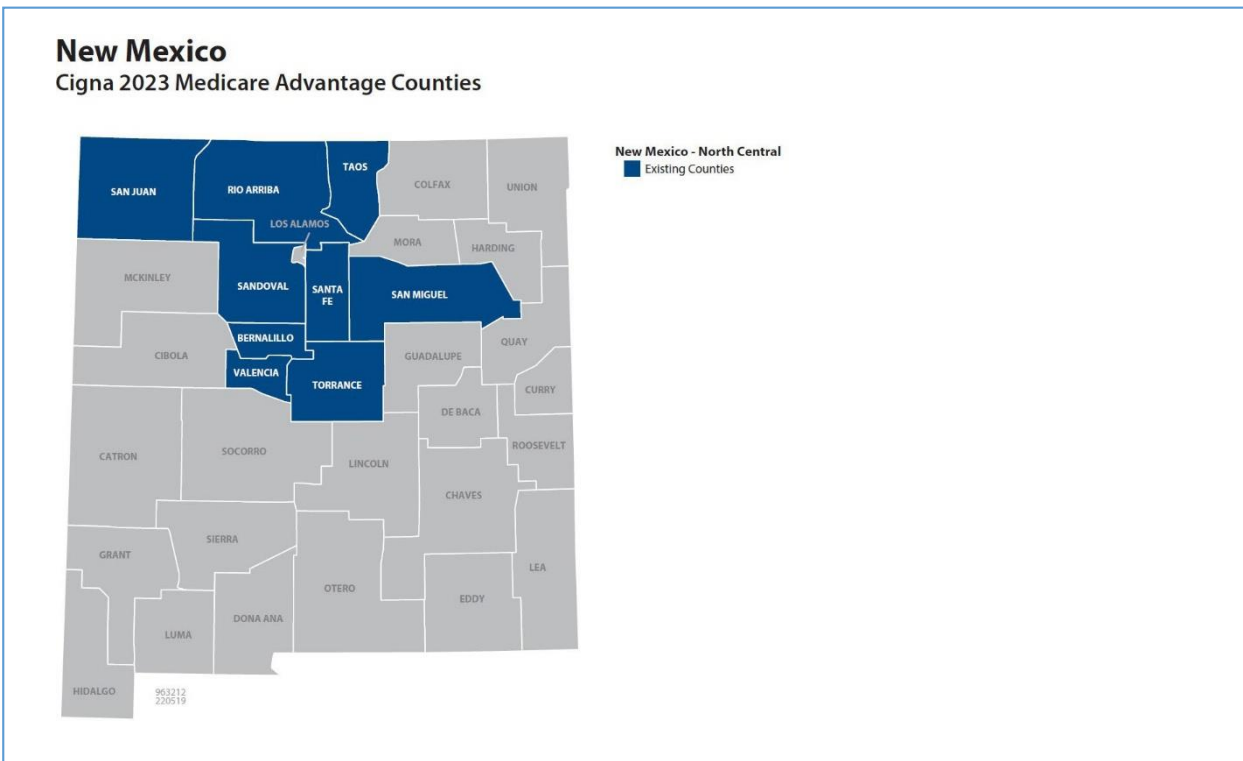 New Mexico
Cigna 2023 Medicare Advantage Counties
New Mexico - North Central
Existing Counties
SAN JUAN
RIO ARRIBA
TAOS
COLFAX
UNION
LOS ALAMOS
MORA
HARDING
MCKINLEY
SANDOVAL
SANTA
FE
SAN MIGUEL
BERNALILLO
QUAY
CIBOLA
GUADALUPE
VALENCIA
TORRANCE
CURRY
DE BACA
ROOSEVELT
CATRON
SOCORRO
LINCOLN
CHAVES
SIERRA
GRANT
LEA
OTERO
EDDY
DONA ANA
LUMA
HIDALGO
963212
220519